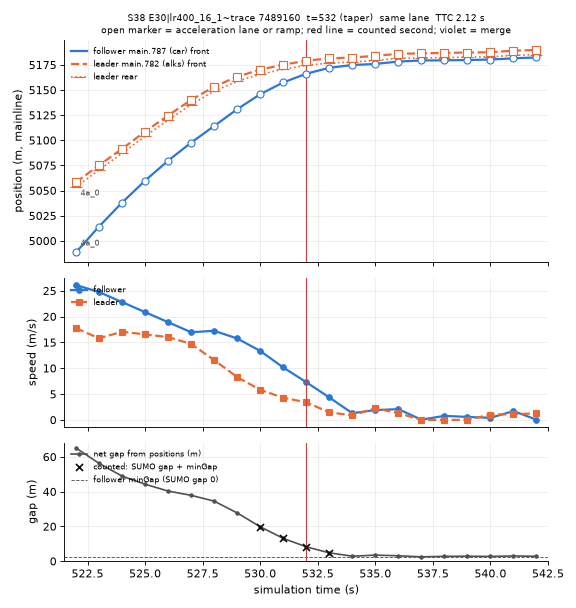 S38 E30|lr400_16_1~trace 7489160  t=532 (taper)  same lane  TTC 2.12 s
open marker = acceleration lane or ramp; red line = counted second; violet = merge
follower main.787 (car) front
leader main.782 (alks) front
leader rear
5175
5150
5125
5100
5075
5050
5025
5000
position (m, mainline)
4a_0
4a_0
follower
leader
25
20
15
10
5
0
speed (m/s)
net gap from positions (m)
counted: SUMO gap + minGap
follower minGap (SUMO gap 0)
60
40
20
0
gap (m)
522.5 525.0 527.5 530.0 532.5 535.0 537.5 540.0 542.5
simulation time (s)